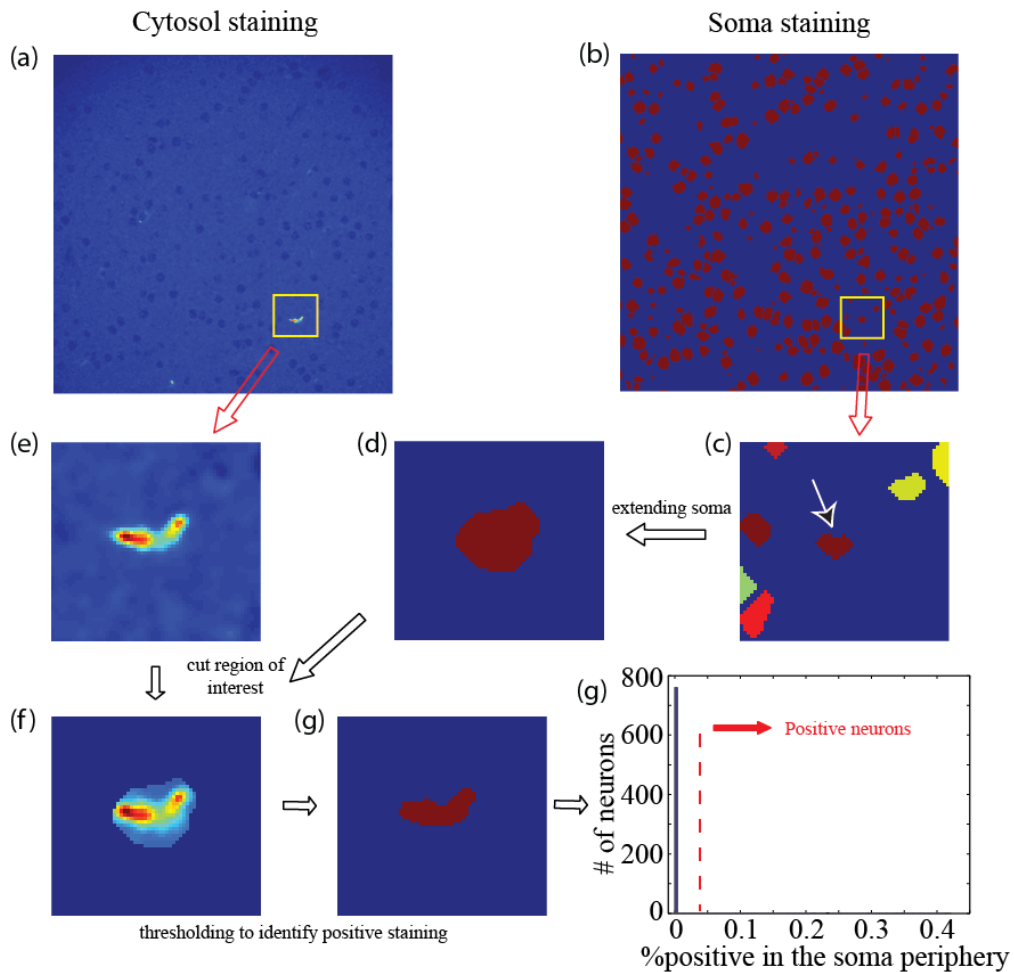 Cytosol staining
Soma staining
(a)
(b)
(e)
(d)
(c)
extending soma
cut region of
interest
(f)
(g)
(g)
800
600
400
200
0
# of neurons
Positive neurons
0 0.1 0.2 0.3 0.4
%positive in the soma periphery
thresholding to identify positive staining